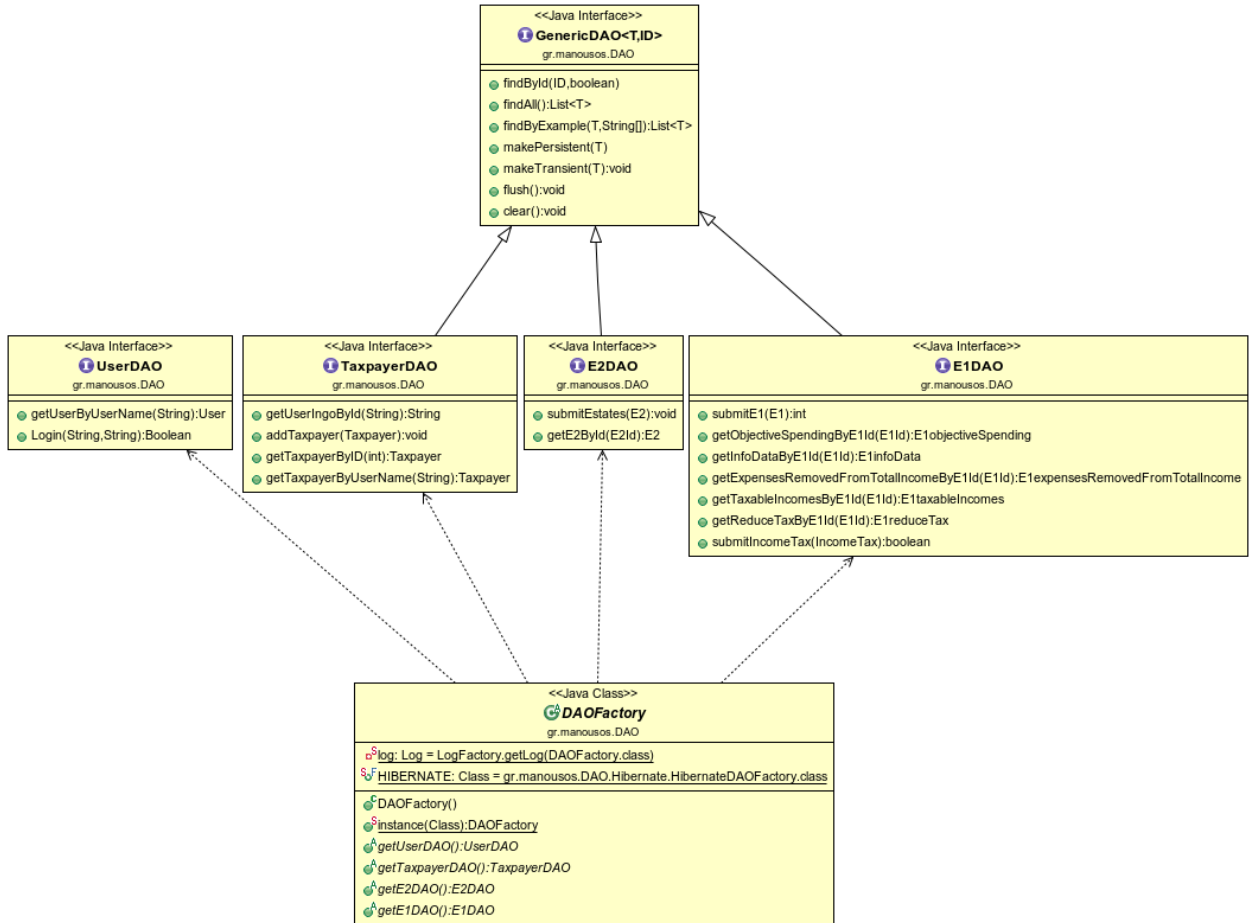 <<Java Interface>>
GenericDAO<T,ID>
gr.manousos.DAO
findById(ID,boolean)
findAll():List<T>
findByExample(T,String[]):List<T>
makePersistent(T)
makeTransient(T):void
flush():void
clear():void
<<Java Interface>>
UserDAO
gr.manousos.DAO
getUserByUserName(String):User
Login(String,String):Boolean
<<Java Interface>>
TaxpayerDAO
gr.manousos.DAO
getUserIngoById(String):String
addTaxpayer(Taxpayer):void
getTaxpayerByID(int):Taxpayer
getTaxpayerByUserName(String):Taxpayer
<<Java Interface>>
E2DAO
gr.manousos.DAO
submitEstates(E2):void
getE2ById(E2Id):E2
<<Java Interface>>
E1DAO
gr.manousos.DAO
submitE1(E1):int
getObjectiveSpendingByE1Id(E1Id):E1objectiveSpending
getInfoDataByE1Id(E1Id):E1infoData
getExpensesRemovedFromTotalIncomeByE1Id(E1Id):E1expensesRemovedFromTotalIncome
getTaxableIncomesByE1Id(E1Id):E1taxableIncomes
getReduceTaxByE1Id(E1Id):E1reduceTax
submitIncomeTax(IncomeTax):boolean
<<Java Class>>
DAOFactory
gr.manousos.DAO
log: Log = LogFactory.getLog(DAOFactory.class)
HIBERNATE: Class = gr.manousos.DAO.Hibernate.HibernateDAOFactory.class
DAOFactory()
instance(Class):DAOFactory
getUserDAO():UserDAO
getTaxpayerDAO():TaxpayerDAO
getE2DAO():E2DAO
getE1DAO():E1DAO